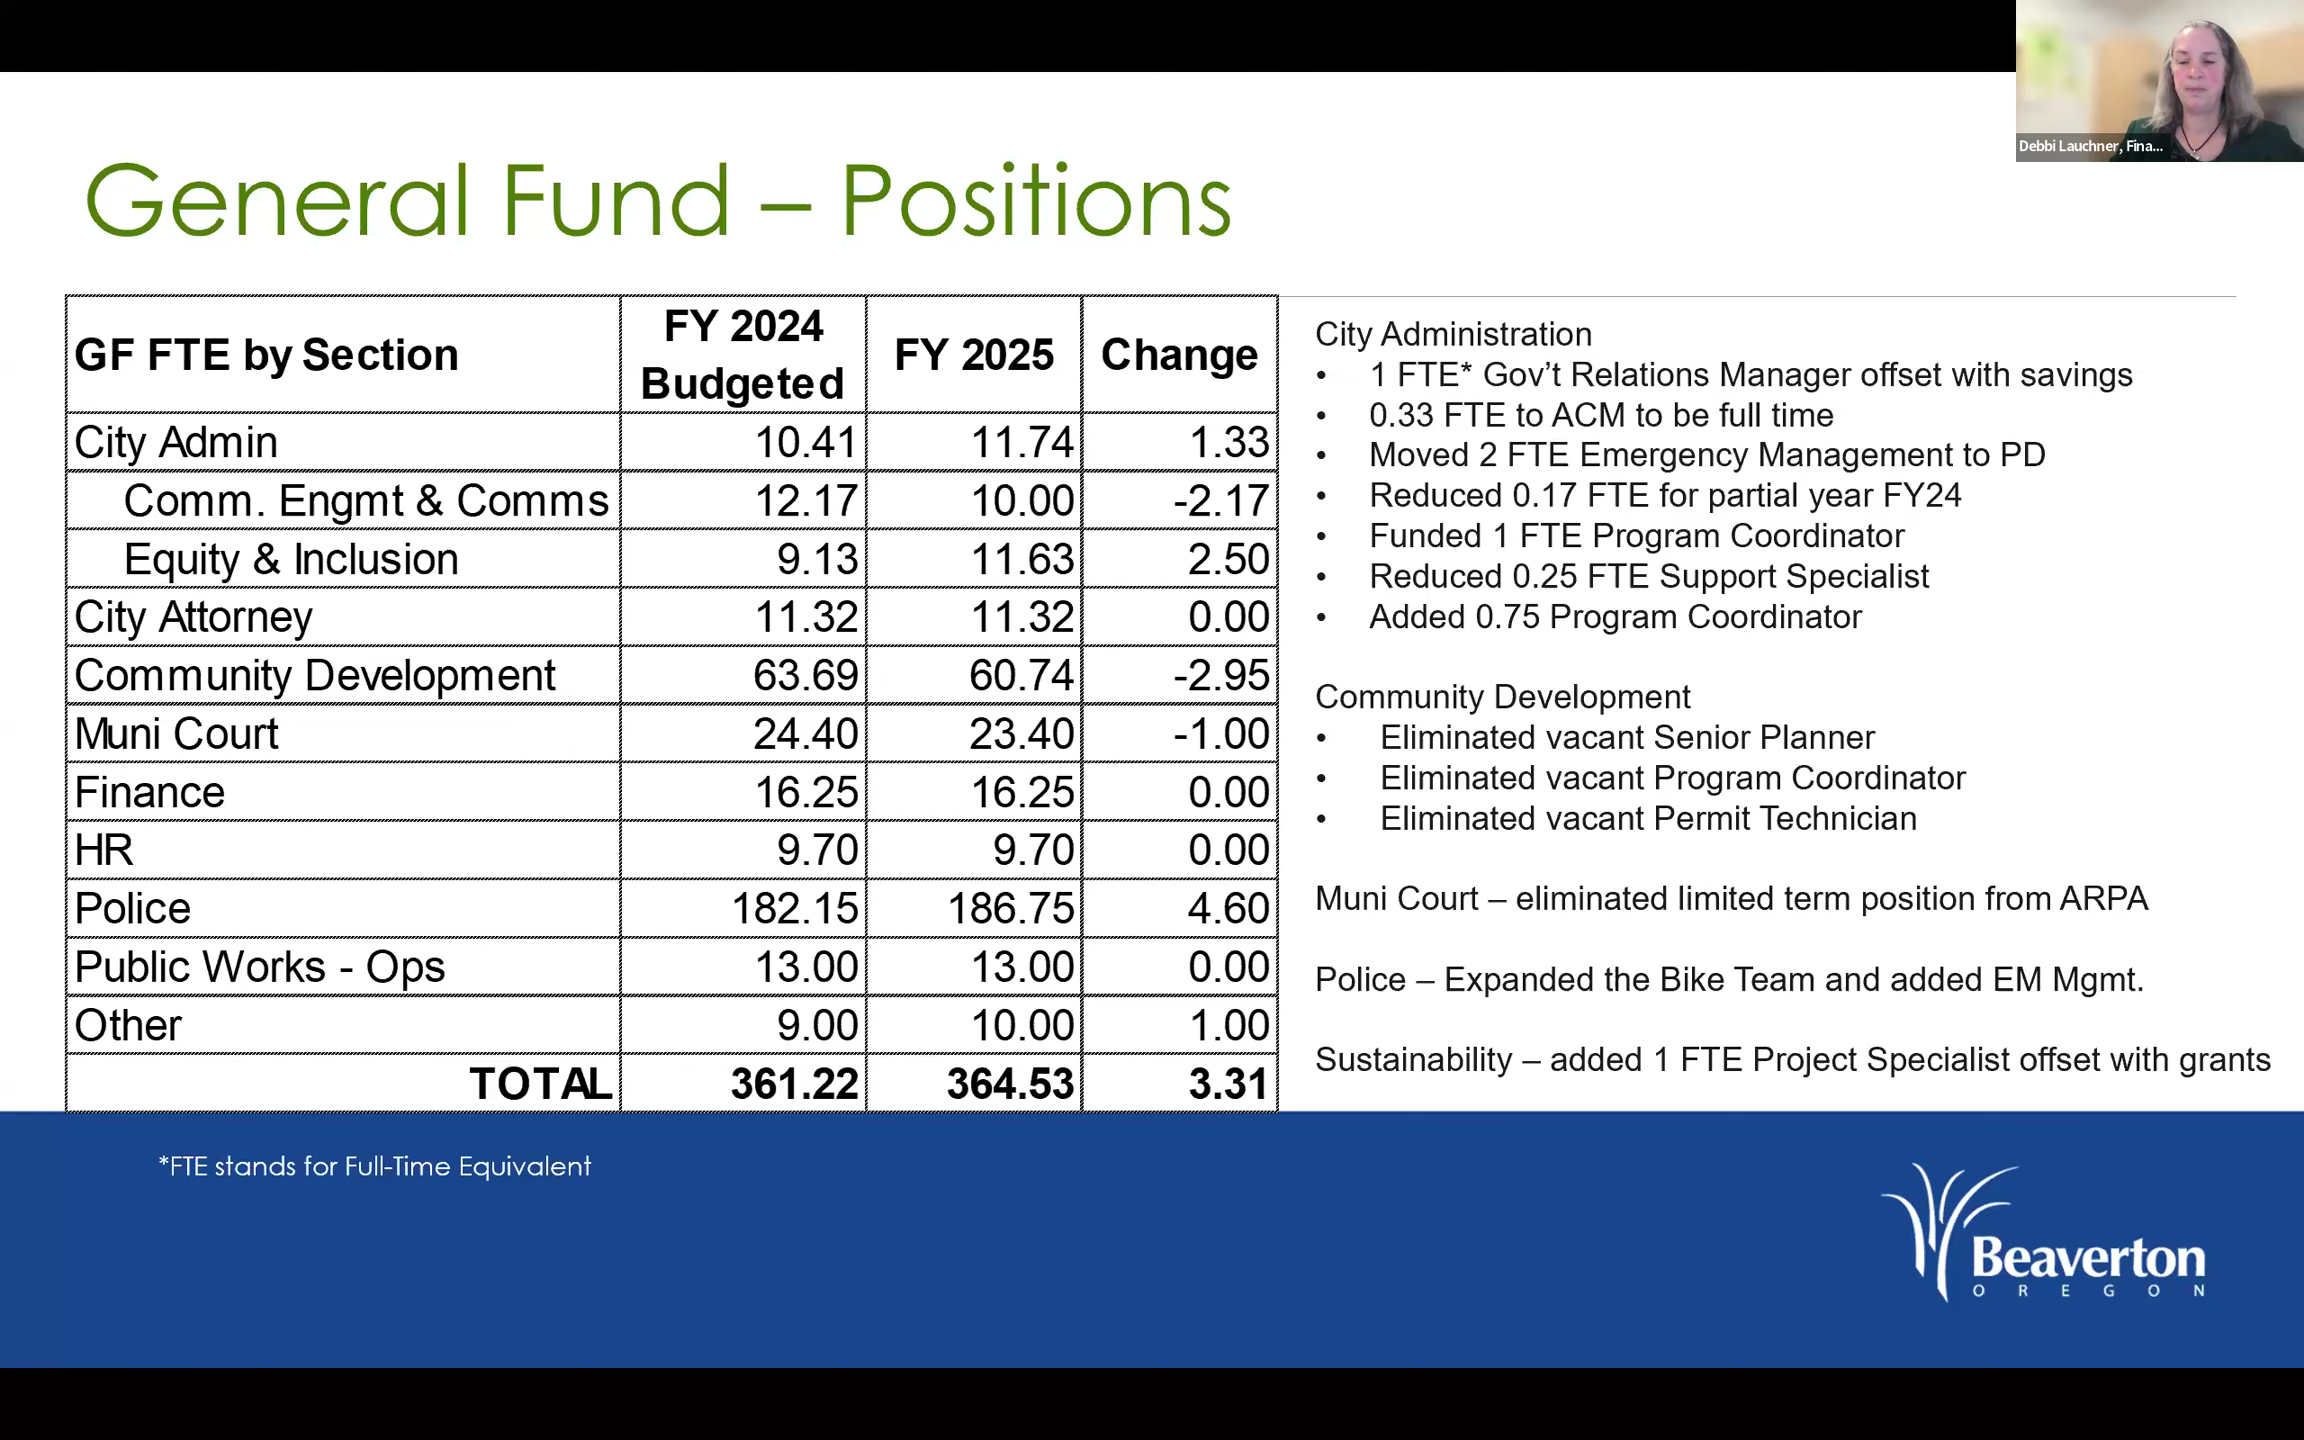 Debbi Lauchner, Fina...
General Fund – Positions
GF FTE by Section FY 2024 Budgeted FY 2025 Change
City Admin 10.41 11.74 1.33
Comm. Engmt & Comms 12.17 10.00 -2.17
Equity & Inclusion 9.13 11.63 2.50
City Attorney 11.32 11.32 0.00
Community Development 63.69 60.74 -2.95
Muni Court 24.40 23.40 -1.00
Finance 16.25 16.25 0.00
HR 9.70 9.70 0.00
Police 182.15 186.75 4.60
Public Works - Ops 13.00 13.00 0.00
Other 9.00 10.00 1.00
TOTAL 361.22 364.53 3.31
City Administration
• 1 FTE* Gov’t Relations Manager offset with savings
• 0.33 FTE to ACM to be full time
• Moved 2 FTE Emergency Management to PD
• Reduced 0.17 FTE for partial year FY24
• Funded 1 FTE Program Coordinator
• Reduced 0.25 FTE Support Specialist
• Added 0.75 Program Coordinator
Community Development
• Eliminated vacant Senior Planner
• Eliminated vacant Program Coordinator
• Eliminated vacant Permit Technician
Muni Court – eliminated limited term position from ARPA
Police – Expanded the Bike Team and added EM Mgmt.
Sustainability – added 1 FTE Project Specialist offset with grants
*FTE stands for Full-Time Equivalent
Beaverton
OREGON